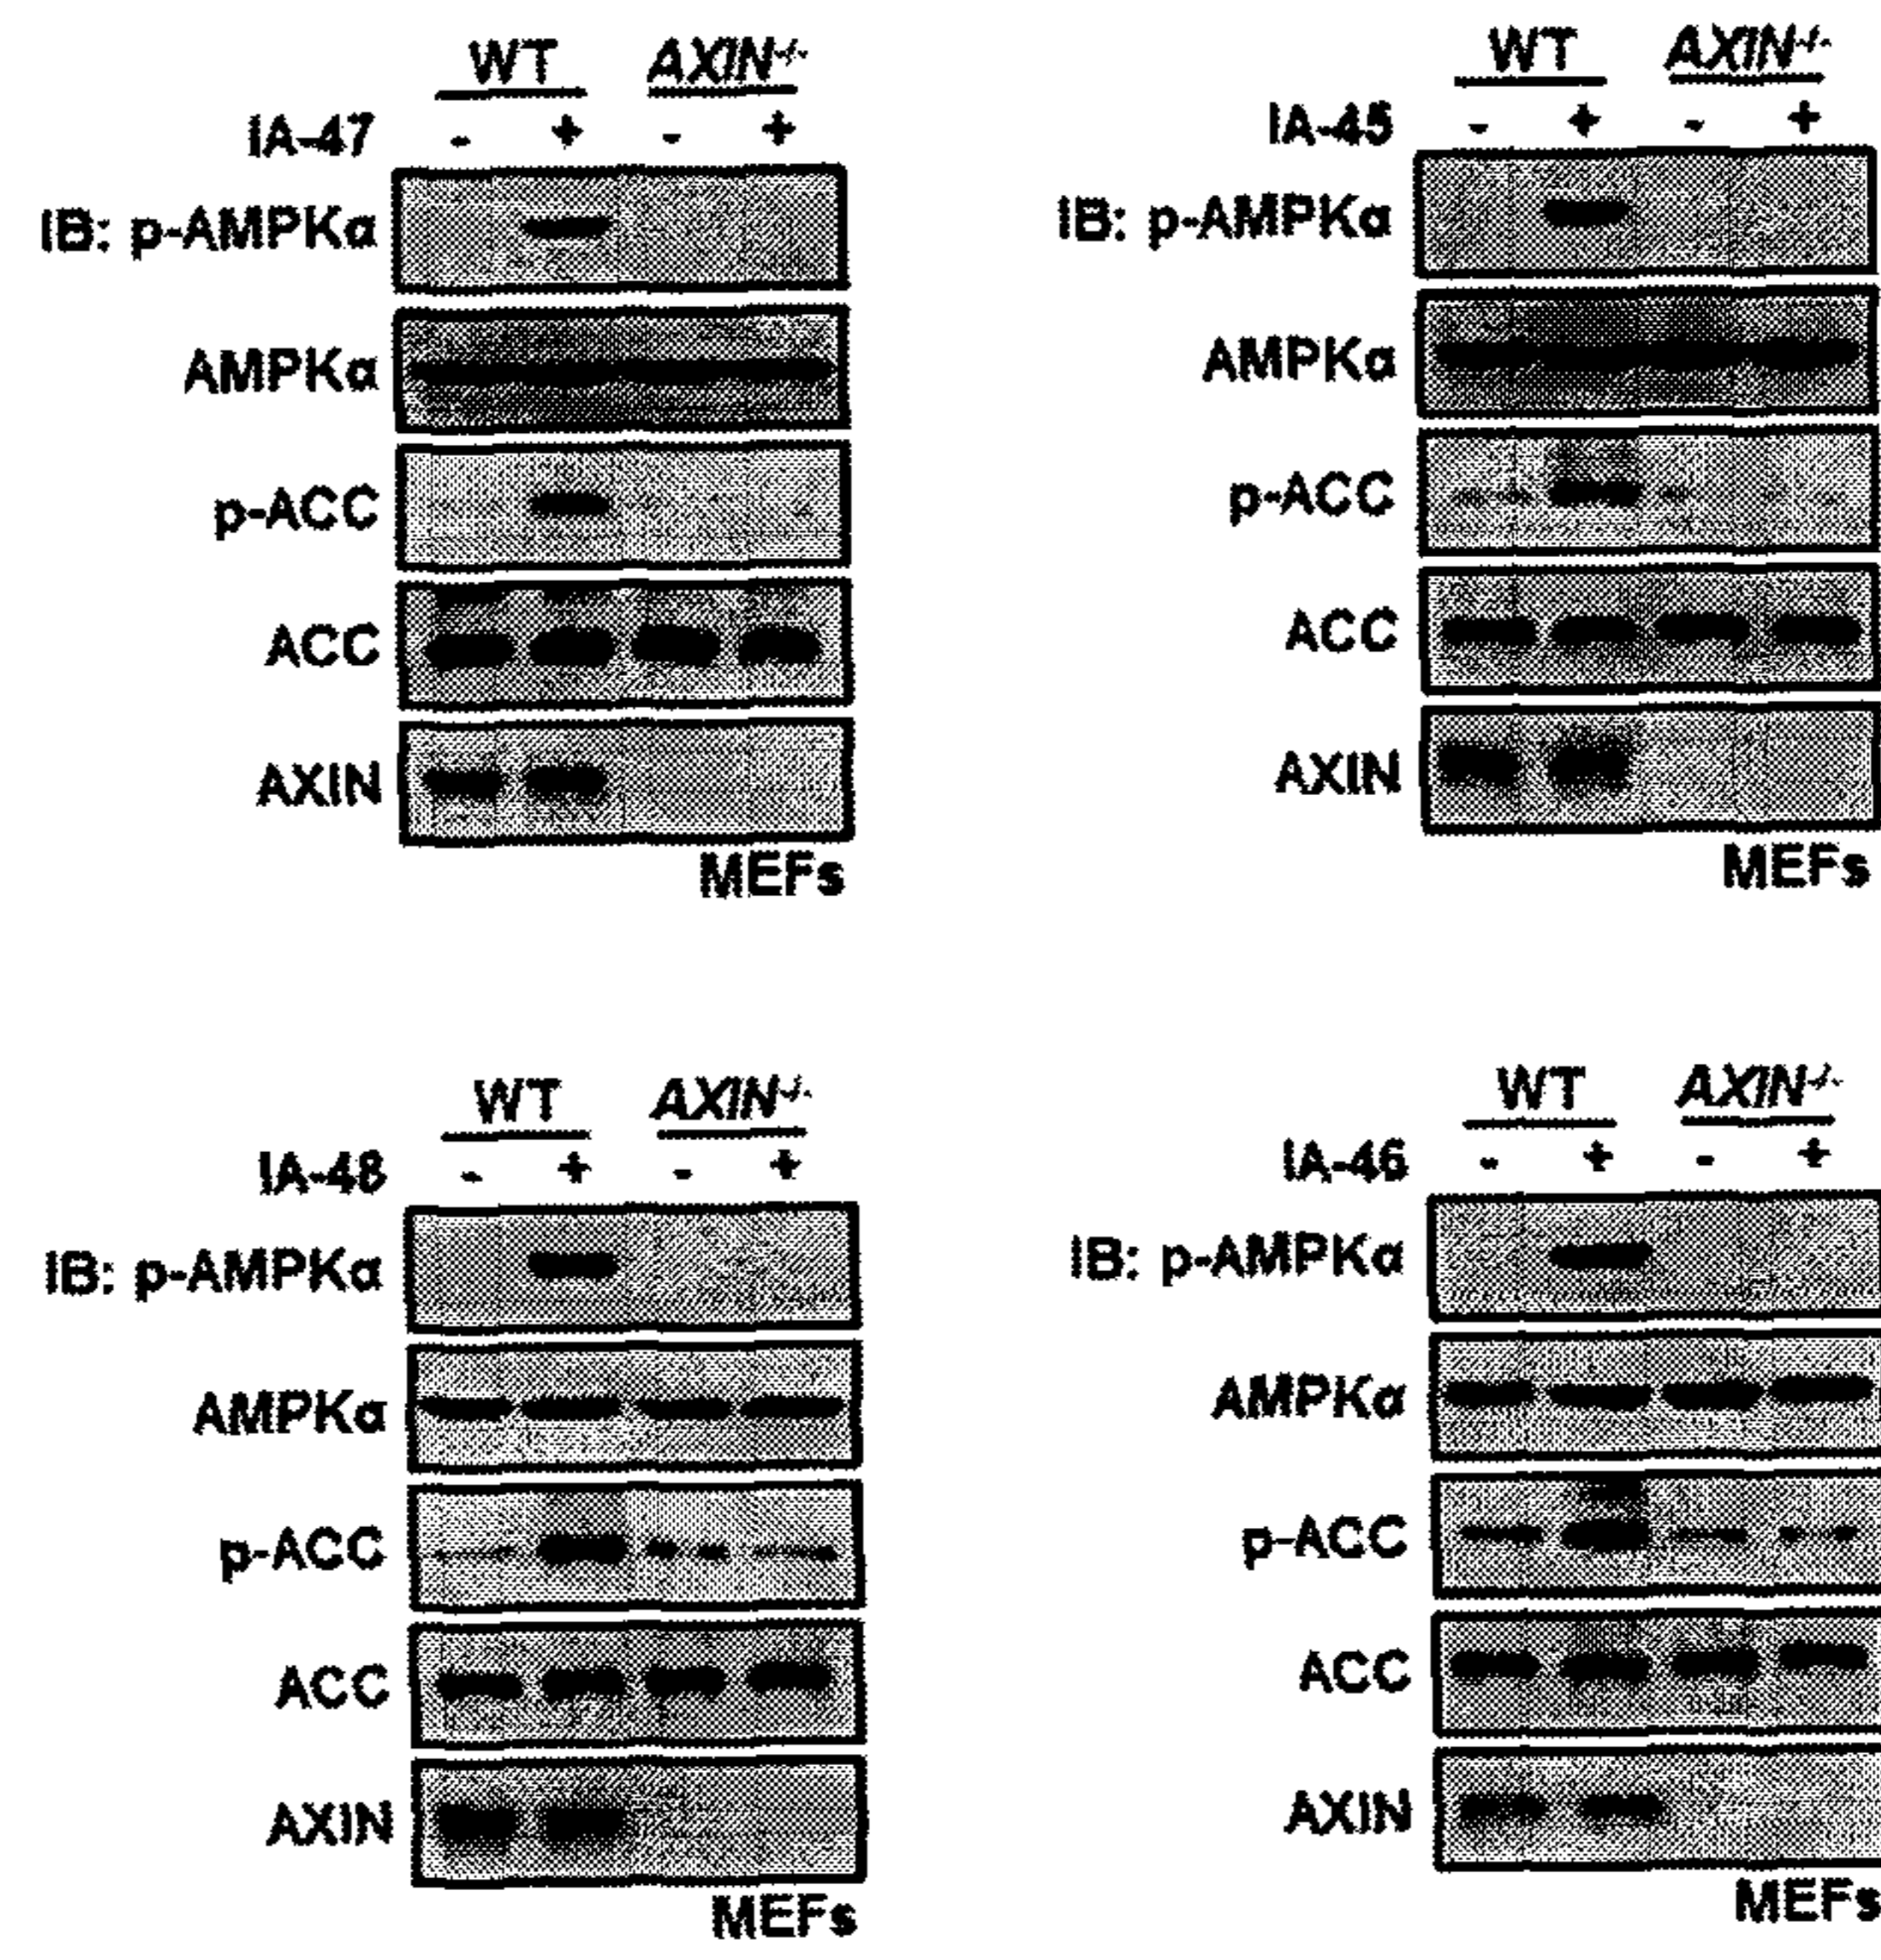 WT AXIN-/-
IA-47 - + - +
IB: p-AMPKα
AMPKα
p-ACC
ACC
AXIN
MEFs
WT AXIN-/-
IA-45 - + - +
IB: p-AMPKα
AMPKα
p-ACC
ACC
AXIN
MEFs
WT AXIN-/-
IA-48 - + - +
IB: p-AMPKα
AMPKα
p-ACC
ACC
AXIN
MEFs
WT AXIN-/-
IA-46 - + - +
IB: p-AMPKα
AMPKα
p-ACC
ACC
AXIN
MEFs